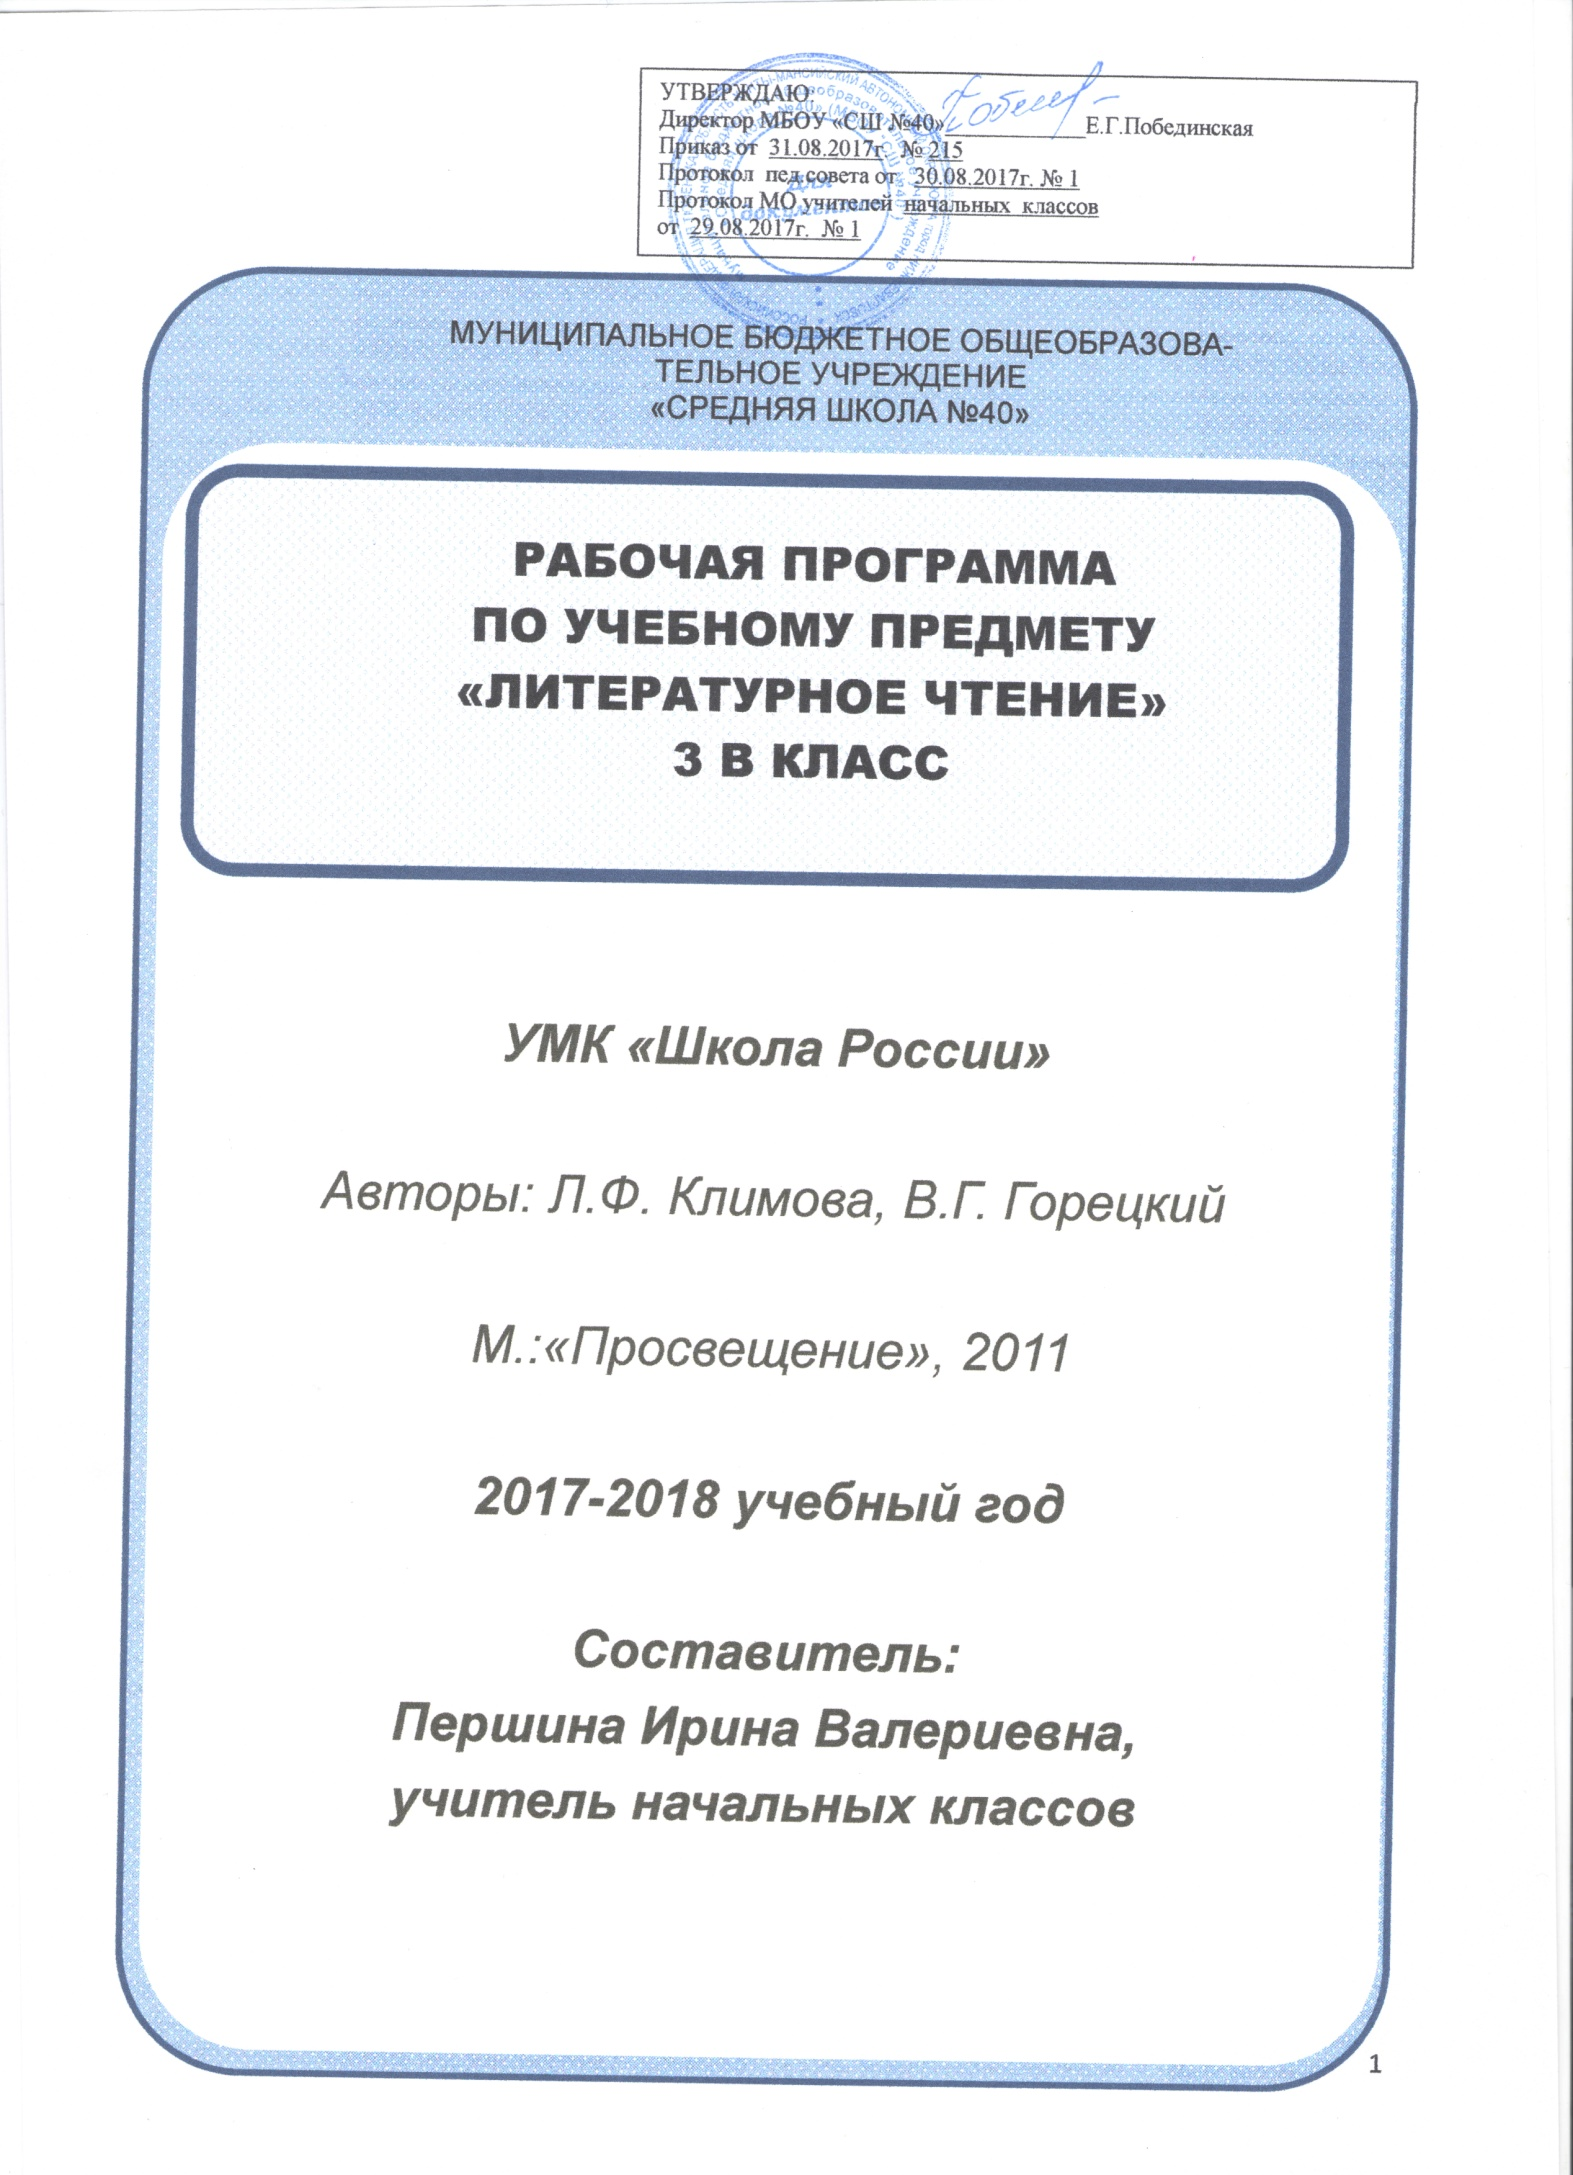 УТВЕРЖДАЮ:
Директор МБОУ «СШ №40»____________Е.Г.Побединская
Приказ от 31.08.2017г. № 215
Протокол пед.совета от 30.08.2017г. № 1
Протокол МО учителей начальных классов
от 29.08.2017г. № 1
Для
документов
МУНИЦИПАЛЬНОЕ БЮДЖЕТНОЕ ОБЩЕОБРАЗОВА-
ТЕЛЬНОЕ УЧРЕЖДЕНИЕ
«СРЕДНЯЯ ШКОЛА №40»
РАБОЧАЯ ПРОГРАММА
ПО УЧЕБНОМУ ПРЕДМЕТУ
«ЛИТЕРАТУРНОЕ ЧТЕНИЕ»
3 В КЛАСС
УМК «Школа России»
Авторы: Л.Ф. Климова, В.Г. Горецкий
М.:«Просвещение», 2011
2017-2018 учебный год
Составитель:
Першина Ирина Валериевна,
учитель начальных классов
1